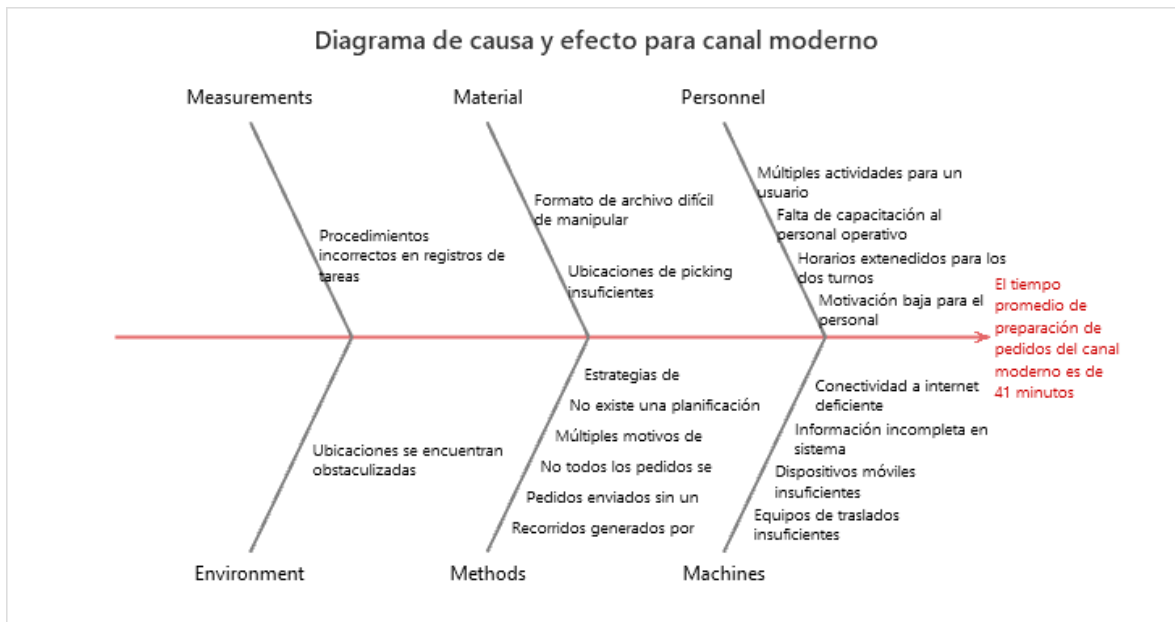 Diagrama de causa y efecto para canal moderno
Measurements
Material
Personnel
Procedimientos
incorrectos en registros de
tareas
Formato de archivo difícil
de manipular
Ubicaciones de picking
insuficientes
Múltiples actividades para un
usuario
Falta de capacitación al
personal operativo
Horarios extenedidos para los
dos turnos
Motivación baja para el
personal
El tiempo
promedio de
preparación de
pedidos del canal
moderno es de
41 minutos
Ubicaciones se encuentran
obstaculizadas
Estrategias de
No existe una planificación
Múltiples motivos de
No todos los pedidos se
Pedidos enviados sin un
Recorridos generados por
Conectividad a internet
deficiente
Información incompleta en
sistema
Dispositivos móviles
insuficientes
Equipos de traslados
insuficientes
Environment
Methods
Machines